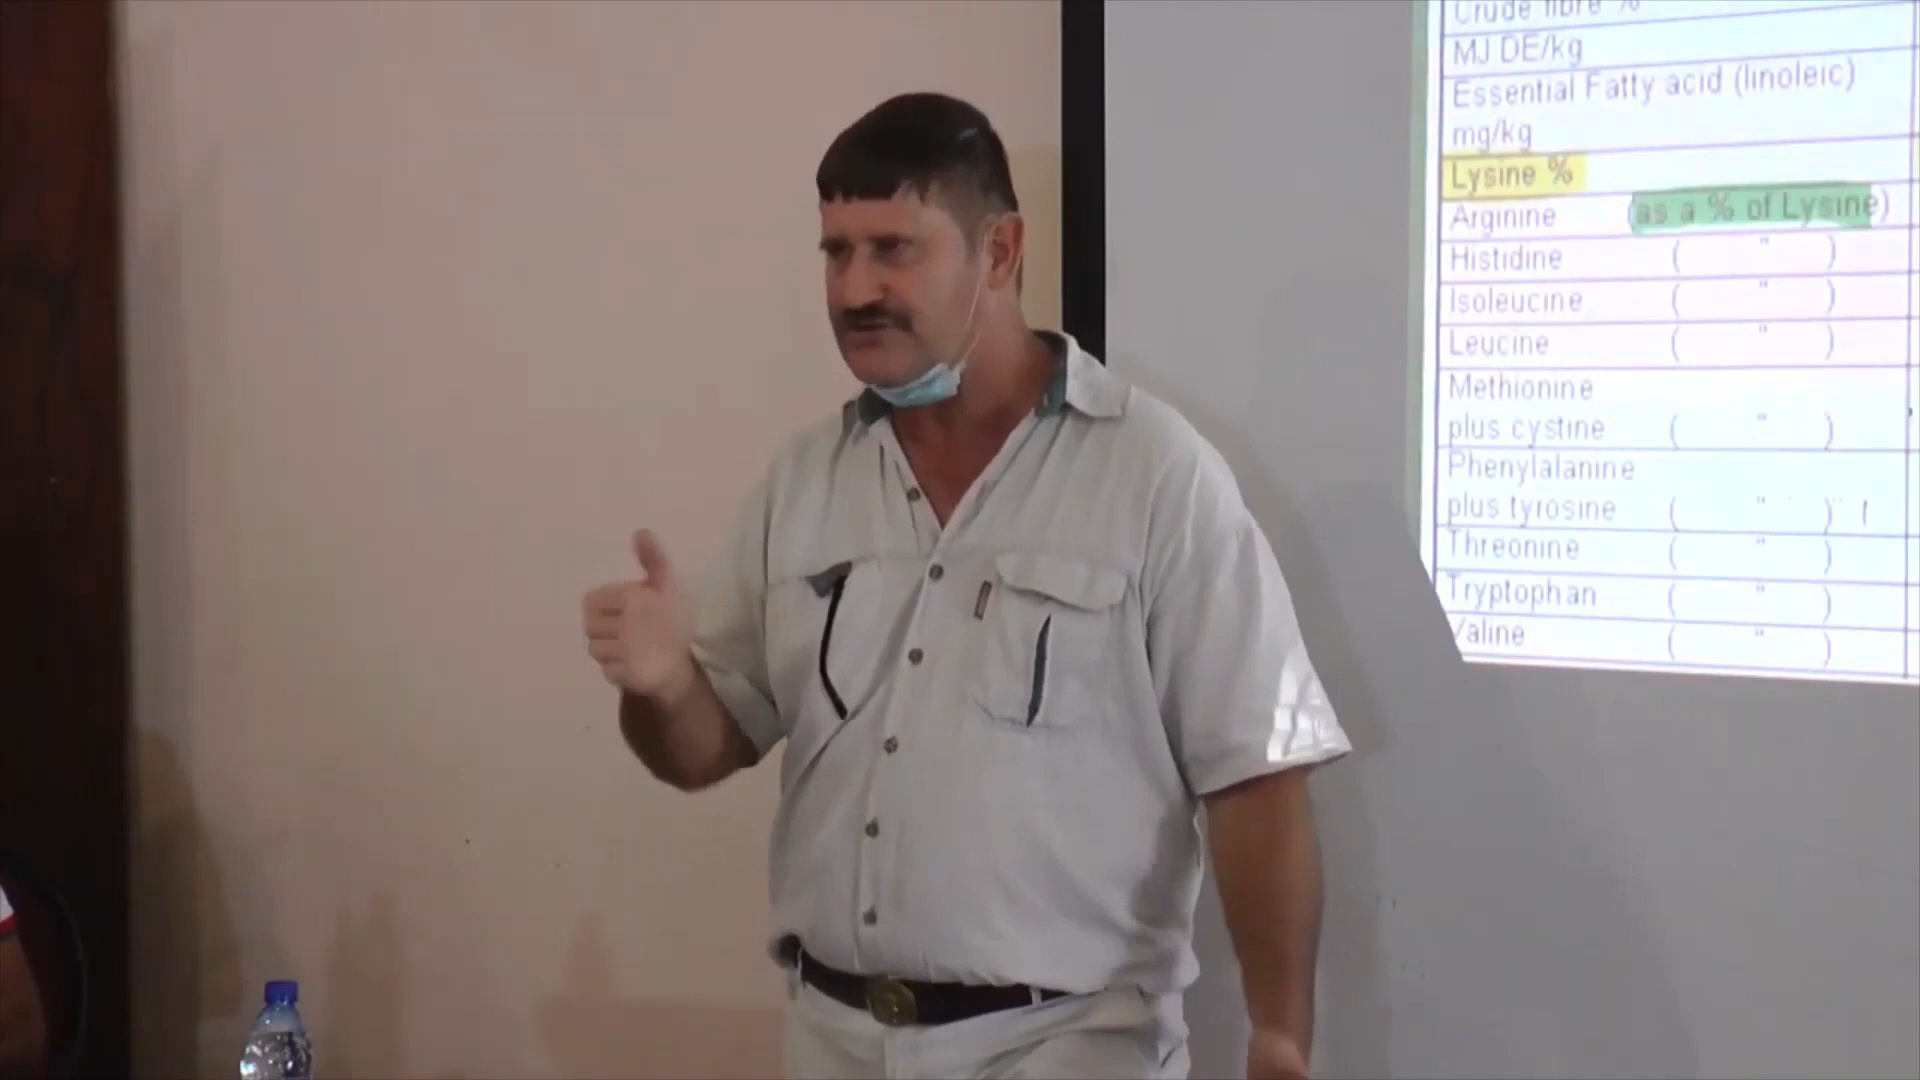 Crude fibre %
MJ DE/kg
Essential Fatty acid (linoleic)
mg/kg
Lysine %
Arginine (as a % of Lysine)
Histidine ( " )
Isoleucine ( " )
Leucine ( " )
Methionine
plus cystine ( " )
Phenylalanine
plus tyrosine ( " )
Threonine ( " )
Tryptophan ( " )
Valine ( " )